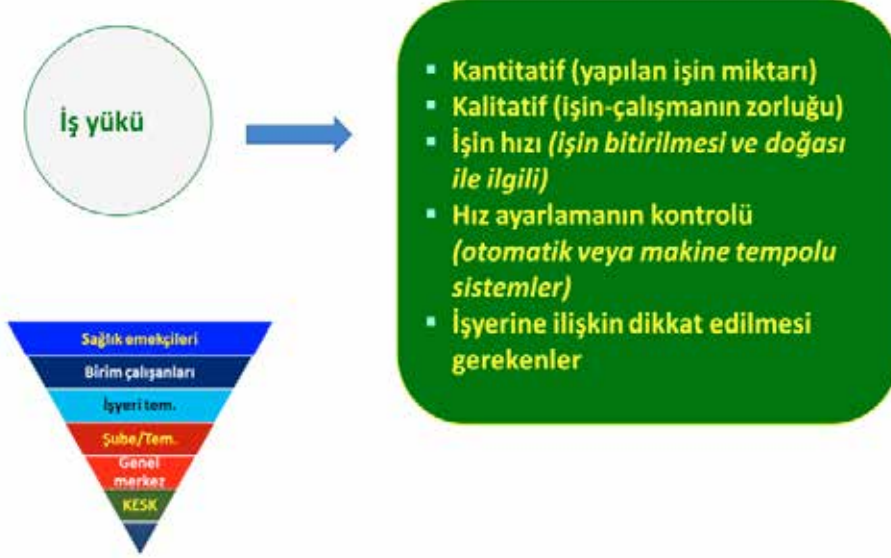 İş yükü
▪ Kantitatif (yapılan işin miktarı)
▪ Kalitatif (işin-çalışmanın zorluğu)
▪ İşin hızı (işin bitirilmesi ve doğası
ile ilgili)
▪ Hız ayarlamanın kontrolü
(otomatik veya makine tempolu
sistemler)
▪ İşyerine ilişkin dikkat edilmesi
gerekenler
Sağlık emekçileri
Birim çalışanları
İşyeri tem.
Şube/Tem.
Genel
merkez
KESK